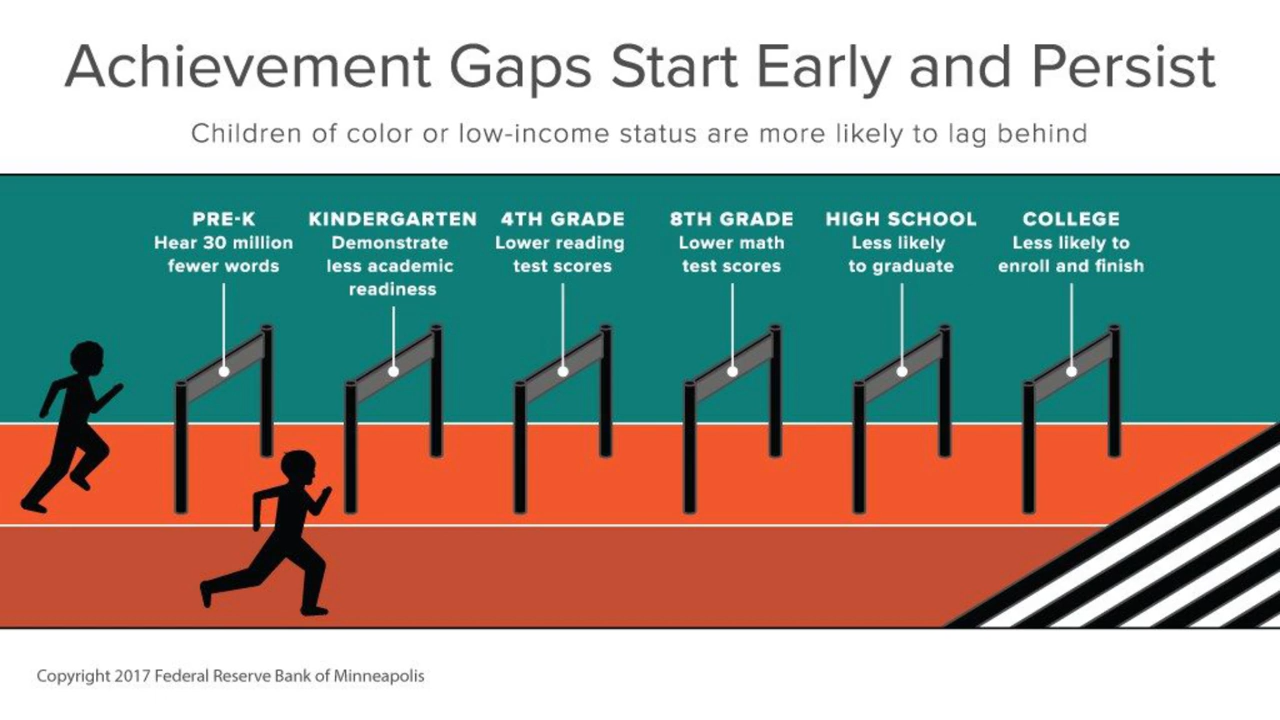 Achievement Gaps Start Early and Persist
Children of color or low-income status are more likely to lag behind
PRE-K
Hear 30 million
fewer words
KINDERGARTEN
Demonstrate
less academic
readiness
4TH GRADE
Lower reading
test scores
8TH GRADE
Lower math
test scores
HIGH SCHOOL
Less likely
to graduate
COLLEGE
Less likely to
enroll and finish
Copyright 2017 Federal Reserve Bank of Minneapolis